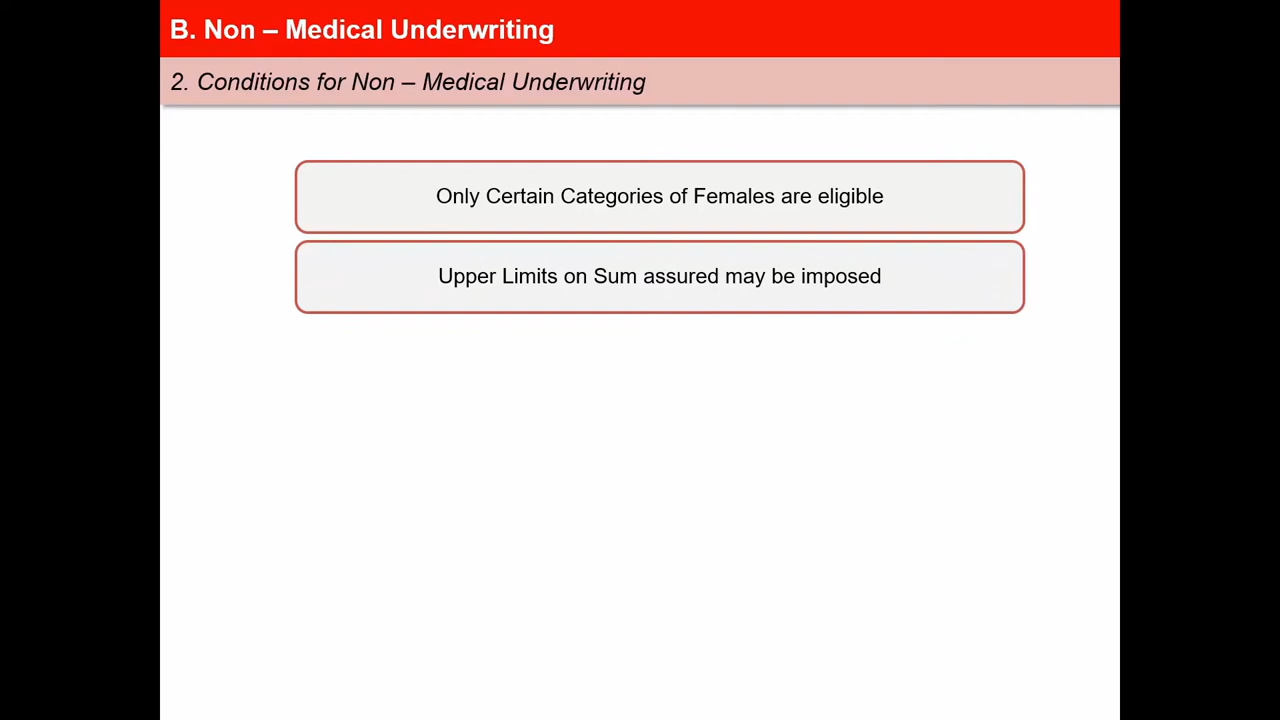 B. Non – Medical Underwriting
2. Conditions for Non – Medical Underwriting
Only Certain Categories of Females are eligible
Upper Limits on Sum assured may be imposed